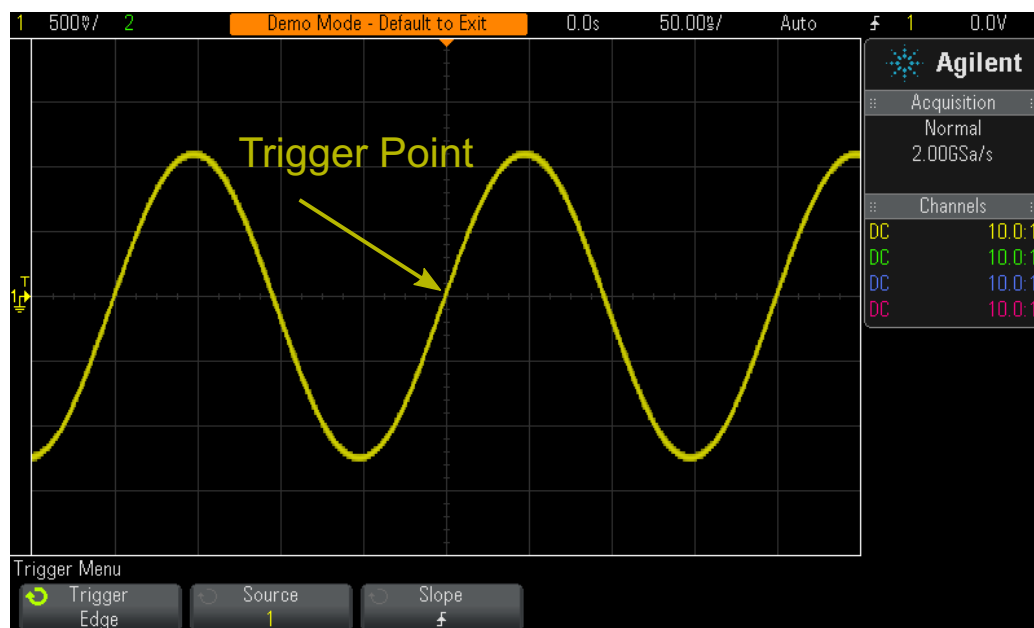 1 500mV/ 2 Demo Mode - Default to Exit 0.0s 50.00ns/ Auto 1 0.0V
Agilent
Acquisition
Normal
2.00GSa/s
Channels
DC 10.0:1
DC 10.0:1
DC 10.0:1
DC 10.0:1
Trigger Point
T
1
Trigger Menu
Trigger Source Slope
Edge 1